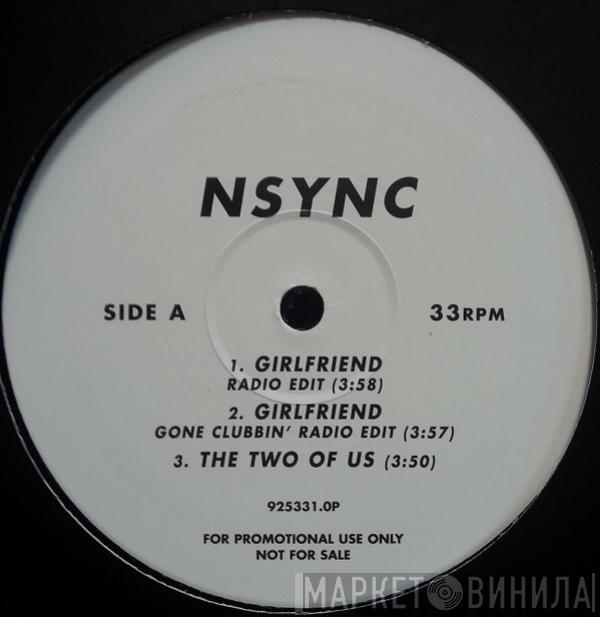 NSYNC
SIDE A
33RPM
1. GIRLFRIEND
RADIO EDIT (3:58)
2. GIRLFRIEND
GONE CLUBBIN' RADIO EDIT (3:57)
3. THE TWO OF US (3:50)
925331.0P
FOR PROMOTIONAL USE ONLY
NOT FOR SALE
МАРКЕТ ВИНИЛА